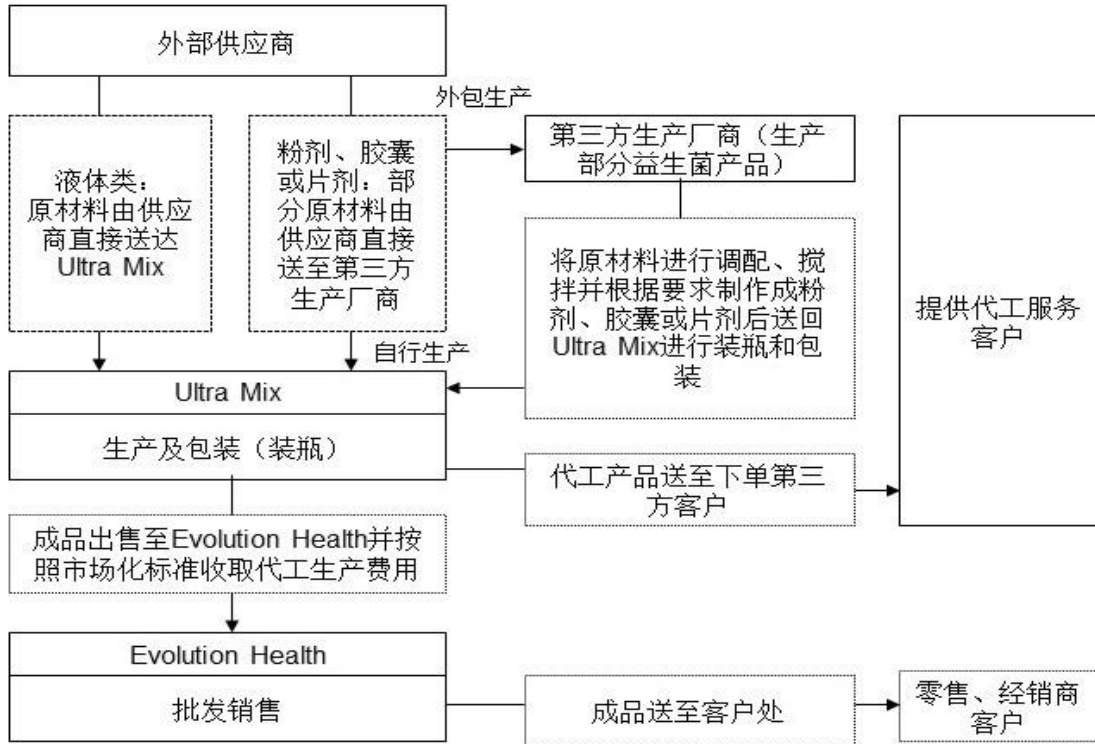 外部供应商
外包生产
液体类：
原材料由供应
商直接送达
Ultra Mix
粉剂、胶囊
或片剂：部
分原材料由
供应商直接
送至第三方
生产厂商
第三方生产厂商（生产
部分益生菌产品）
将原材料进行调配、搅
拌并根据要求制作成粉
剂、胶囊或片剂后送回
Ultra Mix进行装瓶和包
装
提供代工服务
客户
自行生产
Ultra Mix
生产及包装（装瓶）
代工产品送至下单第三
方客户
成品出售至Evolution Health并按
照市场化标准收取代工生产费用
Evolution Health
批发销售
成品送至客户处
零售、经销商
客户